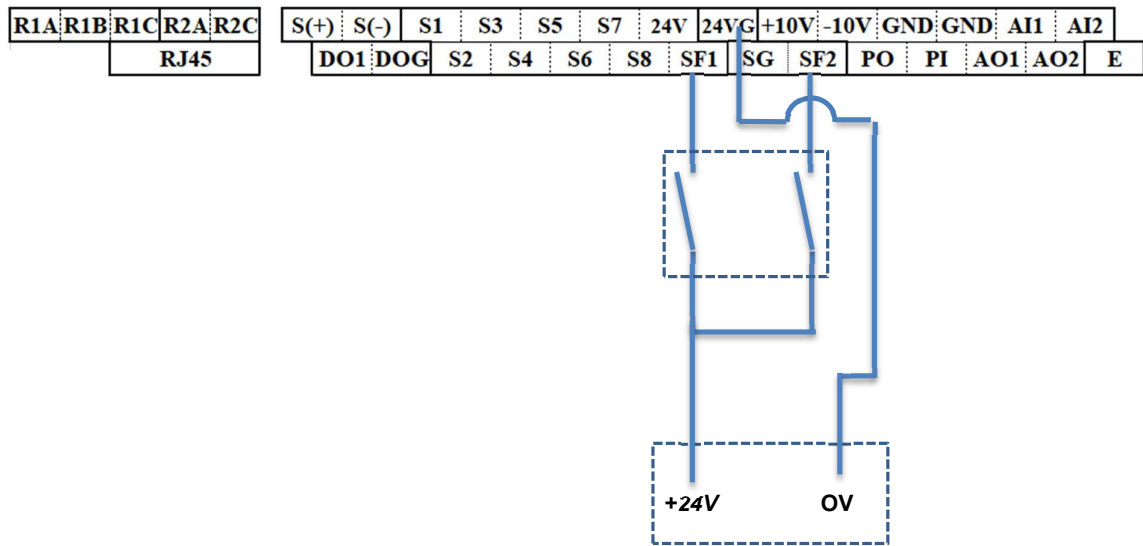 R1A R1B R1C R2A R2C S(+) S(-) S1 S3 S5 S7 24V 24VG +10V -10V GND GND AI1 AI2
RJ45 DO1 DOG S2 S4 S6 S8 SF1 SG SF2 PO PI AO1 AO2 E
+24V OV